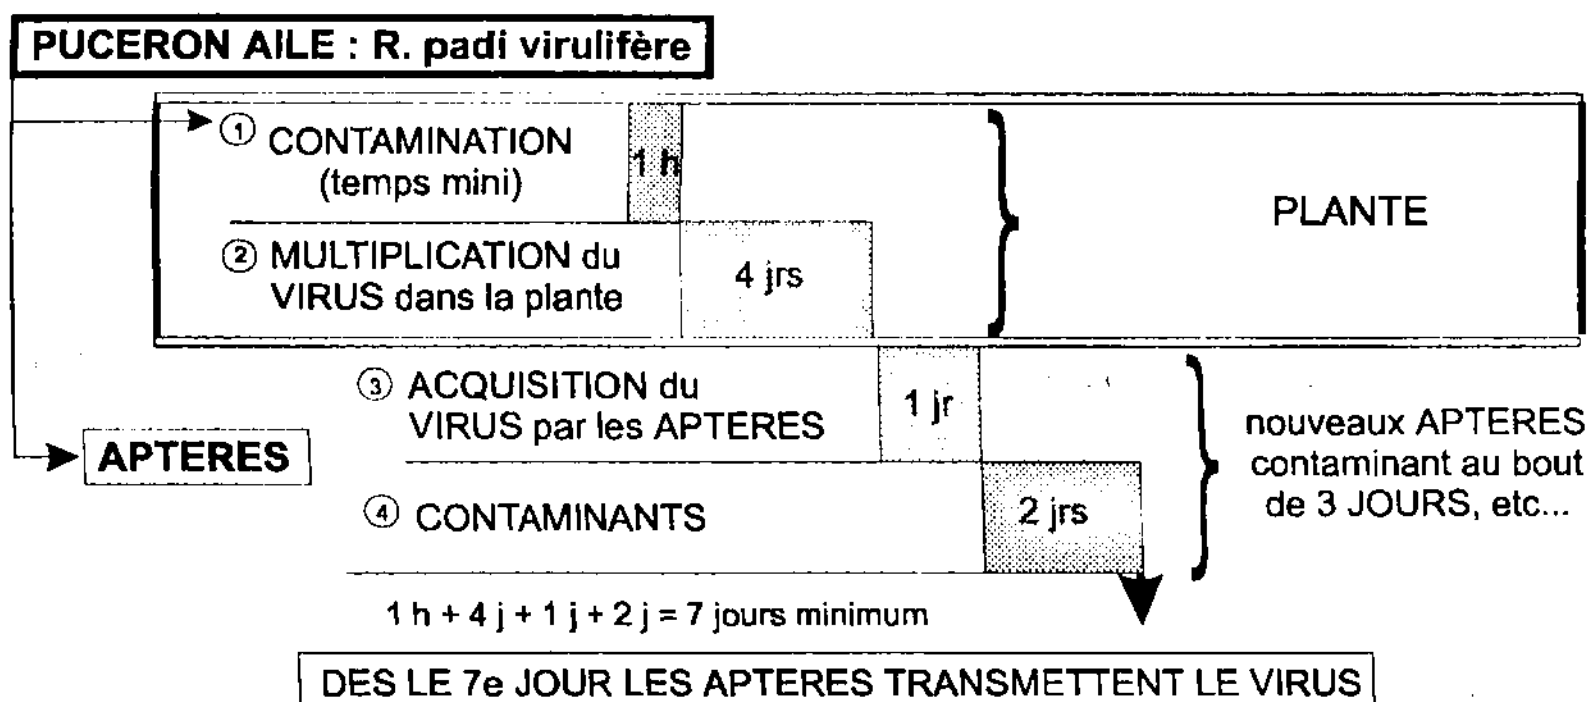 PUCERON AILE : R. padi virulifère
① CONTAMINATION
(temps mini)
1 h
② MULTIPLICATION du
VIRUS dans la plante
4 jrs
PLANTE
③ ACQUISITION du
VIRUS par les APTERES
1 jr
APTERES
④ CONTAMINANTS
2 jrs
nouveaux APTERES
contaminant au bout
de 3 JOURS, etc...
1 h + 4 j + 1 j + 2 j = 7 jours minimum
DES LE 7e JOUR LES APTERES TRANSMETTENT LE VIRUS